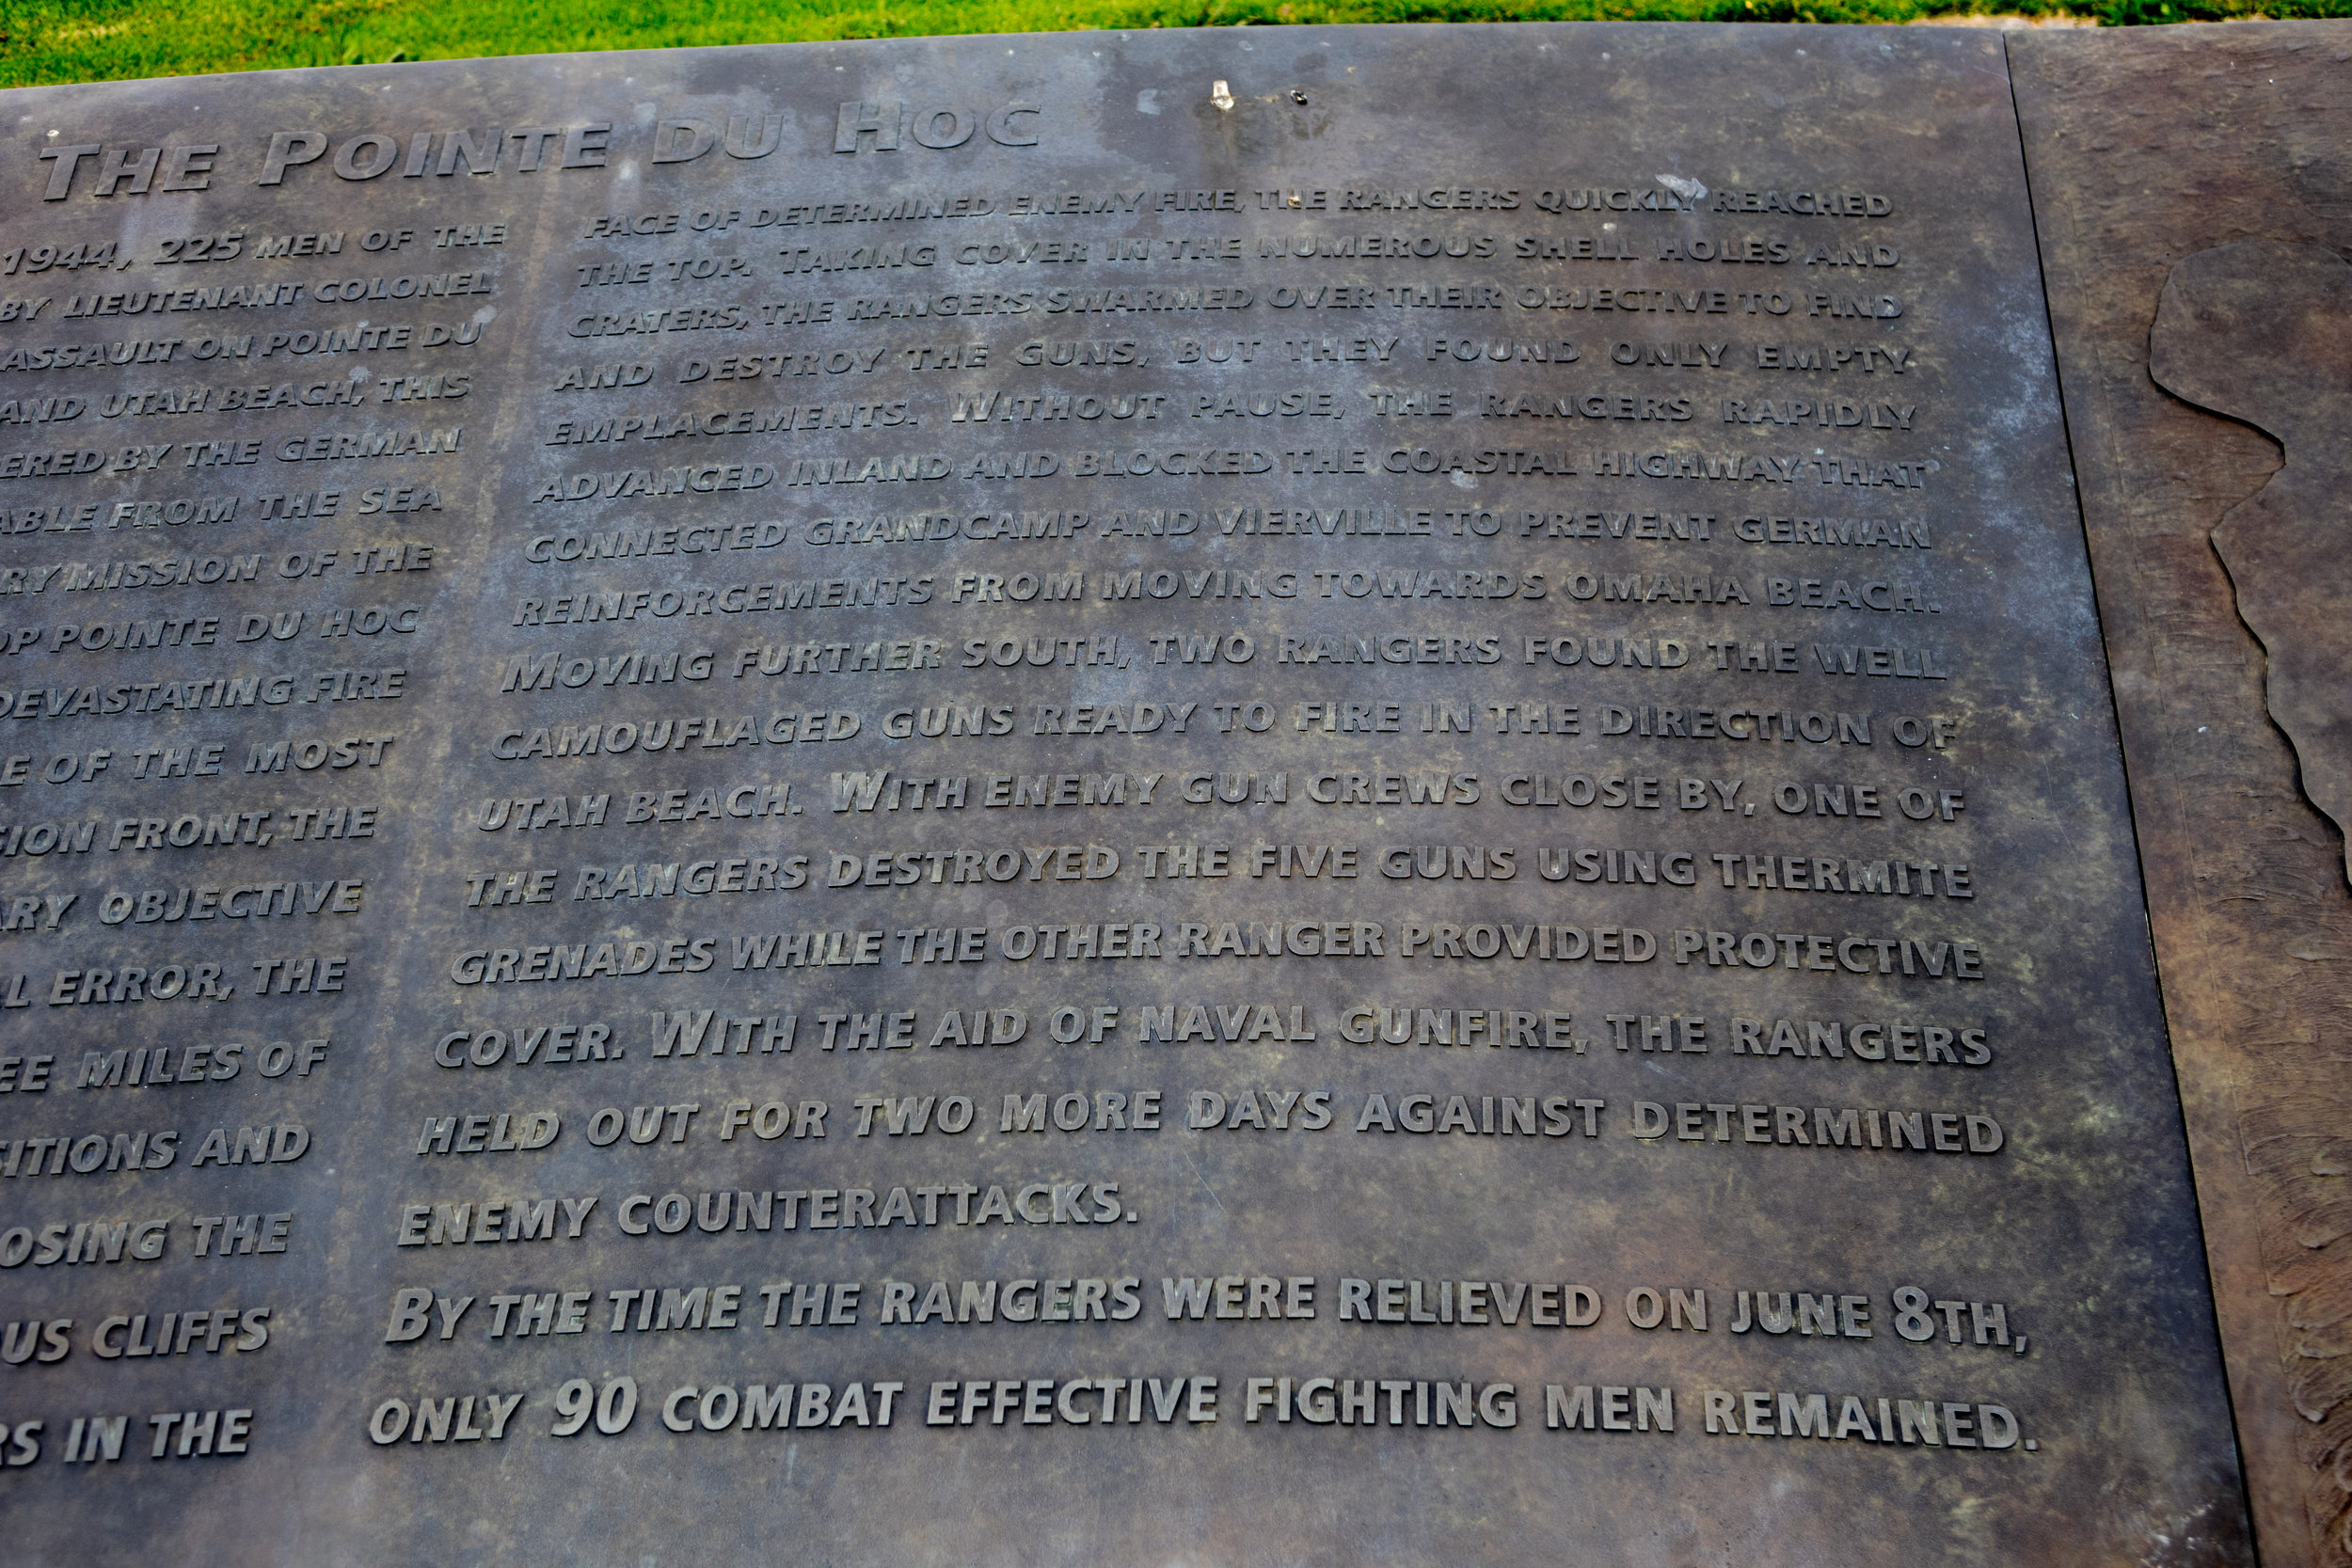 THE POINTE DU HOC
1944, 225 MEN OF THE
BY LIEUTENANT COLONEL
ASSAULT ON POINTE DU
AND UTAH BEACH, THIS
ERED BY THE GERMAN
ABLE FROM THE SEA
RY MISSION OF THE
OP POINTE DU HOC
DEVASTATING FIRE
E OF THE MOST
SION FRONT, THE
ARY OBJECTIVE
AL ERROR, THE
EE MILES OF
SITIONS AND
OSING THE
OUS CLIFFS
RS IN THE
FACE OF DETERMINED ENEMY FIRE, THE RANGERS QUICKLY REACHED
THE TOP. TAKING COVER IN THE NUMEROUS SHELL HOLES AND
CRATERS, THE RANGERS SWARMED OVER THEIR OBJECTIVE TO FIND
AND DESTROY THE GUNS, BUT THEY FOUND ONLY EMPTY
EMPLACEMENTS. WITHOUT PAUSE, THE RANGERS RAPIDLY
ADVANCED INLAND AND BLOCKED THE COASTAL HIGHWAY THAT
CONNECTED GRANDCAMP AND VIERVILLE TO PREVENT GERMAN
REINFORCEMENTS FROM MOVING TOWARDS OMAHA BEACH.
MOVING FURTHER SOUTH, TWO RANGERS FOUND THE WELL
CAMOUFLAGED GUNS READY TO FIRE IN THE DIRECTION OF
UTAH BEACH. WITH ENEMY GUN CREWS CLOSE BY, ONE OF
THE RANGERS DESTROYED THE FIVE GUNS USING THERMITE
GRENADES WHILE THE OTHER RANGER PROVIDED PROTECTIVE
COVER. WITH THE AID OF NAVAL GUNFIRE, THE RANGERS
HELD OUT FOR TWO MORE DAYS AGAINST DETERMINED
ENEMY COUNTERATTACKS.
BY THE TIME THE RANGERS WERE RELIEVED ON JUNE 8TH,
ONLY 90 COMBAT EFFECTIVE FIGHTING MEN REMAINED.